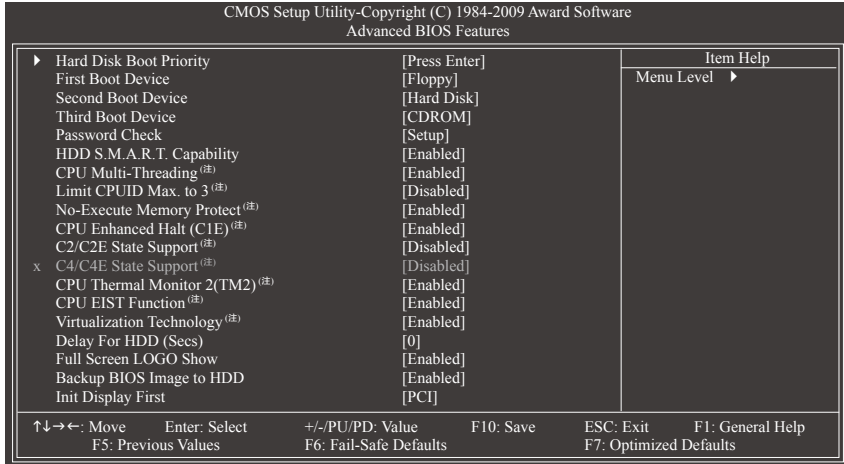 CMOS Setup Utility-Copyright (C) 1984-2009 Award Software
Advanced BIOS Features
Hard Disk Boot Priority [Press Enter] Item Help
First Boot Device [Floppy] Menu Level
Second Boot Device [Hard Disk]
Third Boot Device [CDROM]
Password Check [Setup]
HDD S.M.A.R.T. Capability [Enabled]
CPU Multi-Threading (注) [Enabled]
Limit CPUID Max. to 3 (注) [Disabled]
No-Execute Memory Protect (注) [Enabled]
CPU Enhanced Halt (C1E) (注) [Enabled]
C2/C2E State Support (注) [Disabled]
x C4/C4E State Support (注) [Disabled]
CPU Thermal Monitor 2(TM2) (注) [Enabled]
CPU EIST Function (注) [Enabled]
Virtualization Technology (注) [Enabled]
Delay For HDD (Secs) [0]
Full Screen LOGO Show [Enabled]
Backup BIOS Image to HDD [Enabled]
Init Display First [PCI]
↑↓→←: Move Enter: Select +/-/PU/PD: Value F10: Save ESC: Exit F1: General Help
F5: Previous Values F6: Fail-Safe Defaults F7: Optimized Defaults